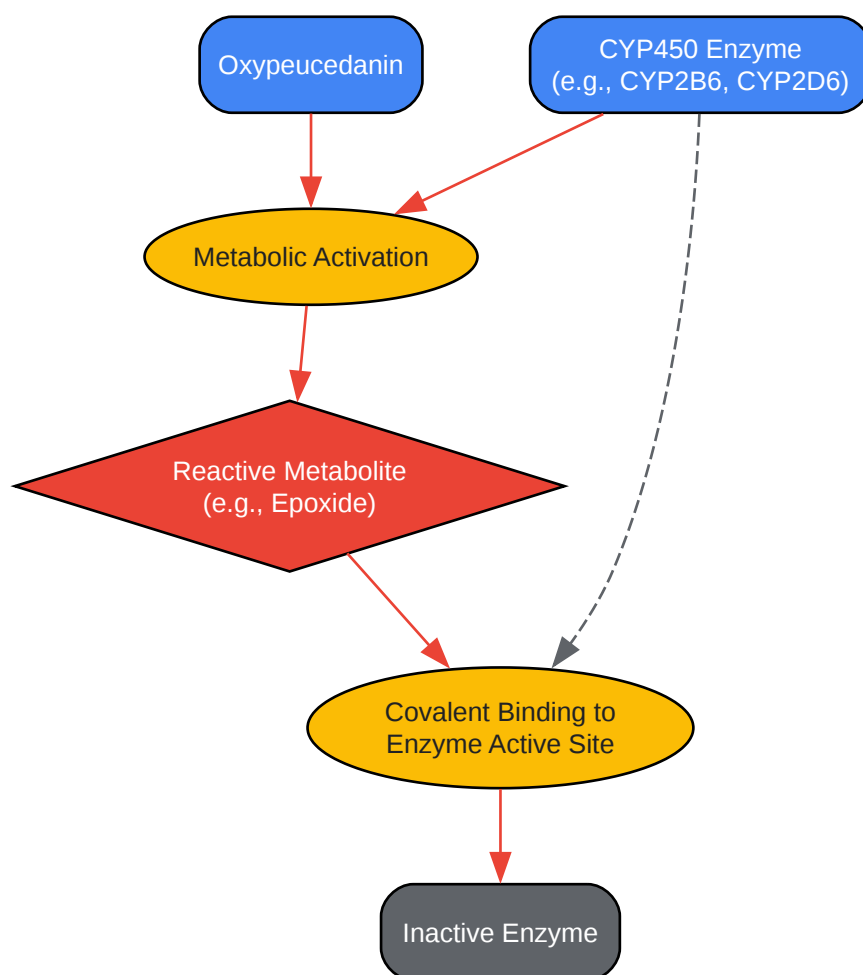 Oxypeucedanin
CYP450 Enzyme
(e.g., CYP2B6, CYP2D6)
Metabolic Activation
Reactive Metabolite
(e.g., Epoxide)
Covalent Binding to
Enzyme Active Site
Inactive Enzyme